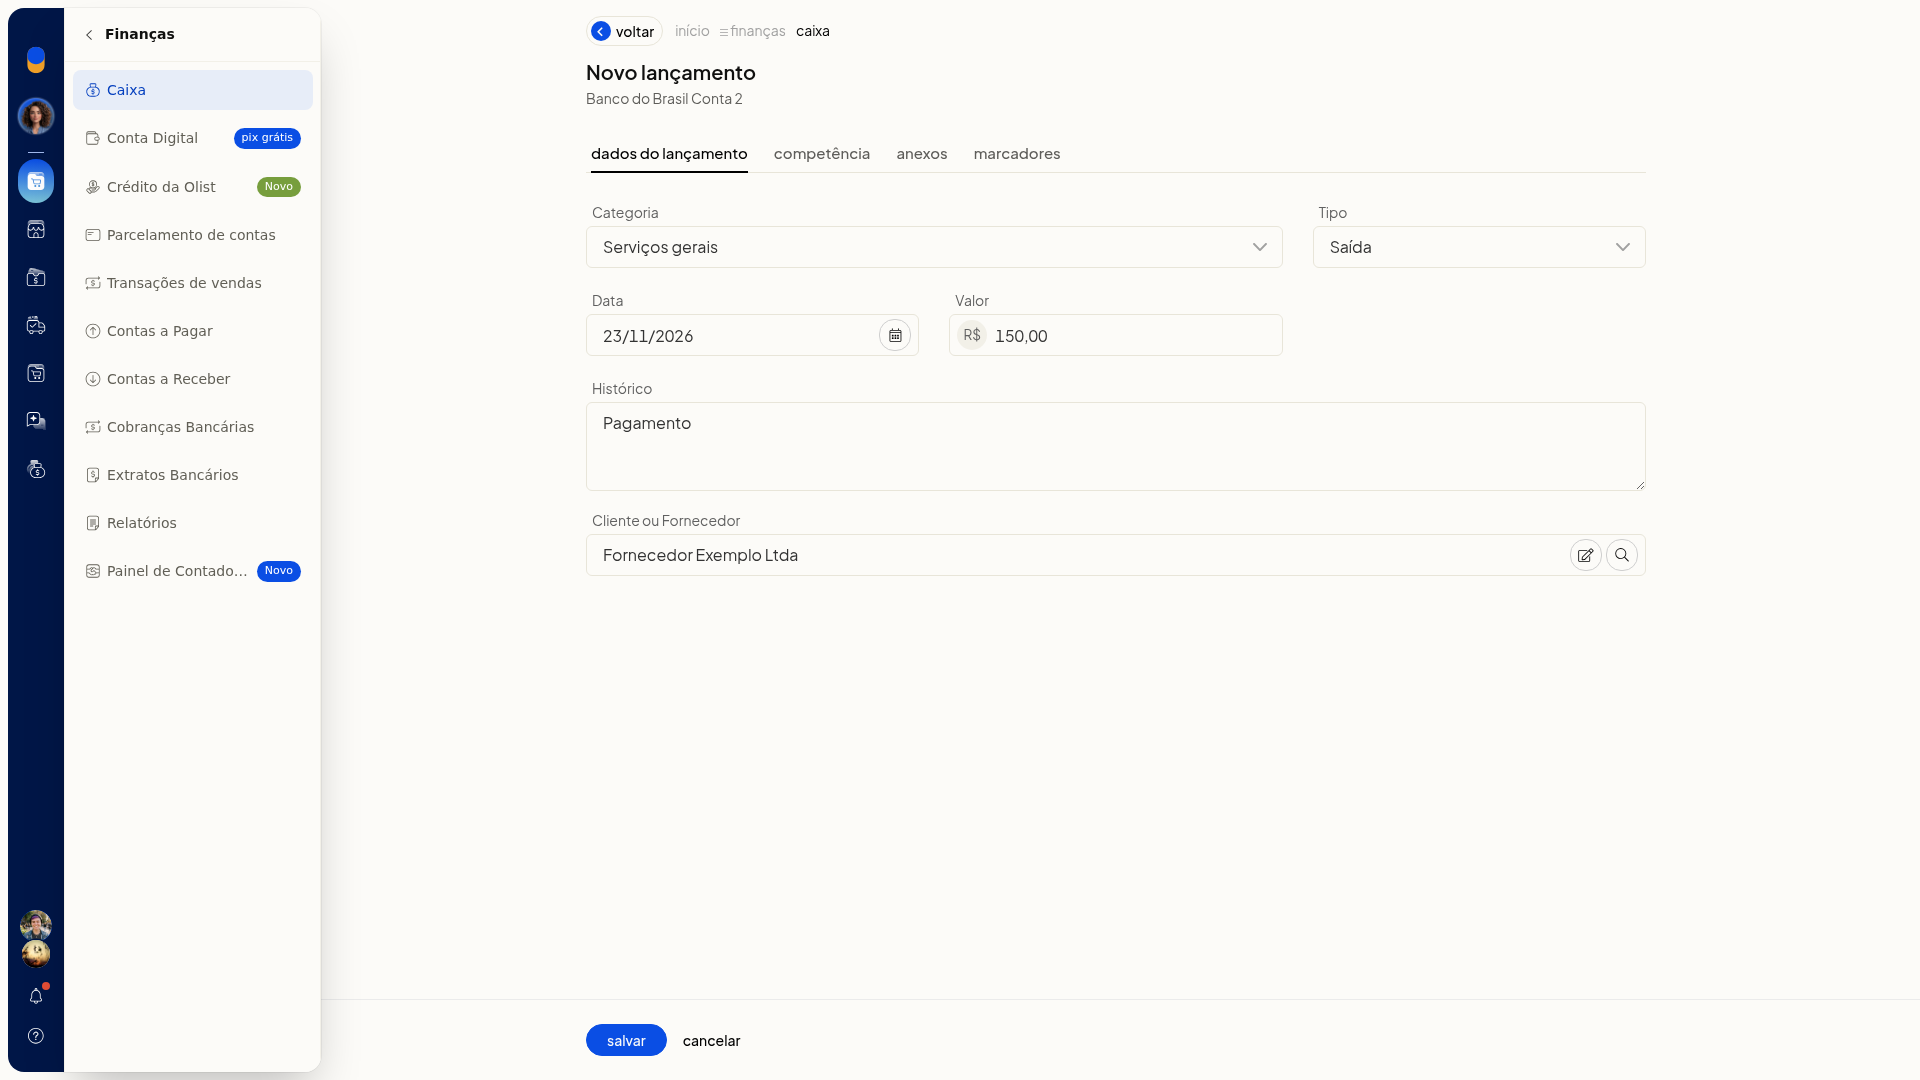 Finanças
Caixa
Conta Digital
pix grátis
Crédito da Olist
Novo
Parcelamento de contas
Transações de vendas
Contas a Pagar
Contas a Receber
Cobranças Bancárias
Extratos Bancários
Relatórios
Painel de Contado...
Novo
voltar
início
finanças
caixa
Novo lançamento
Banco do Brasil Conta 2
dados do lançamento
competência
anexos
marcadores
Categoria
Tipo
Serviços gerais
Saída
Data
Valor
23/11/2026
R$ 150,00
Histórico
Pagamento
Cliente ou Fornecedor
Fornecedor Exemplo Ltda
salvar
cancelar